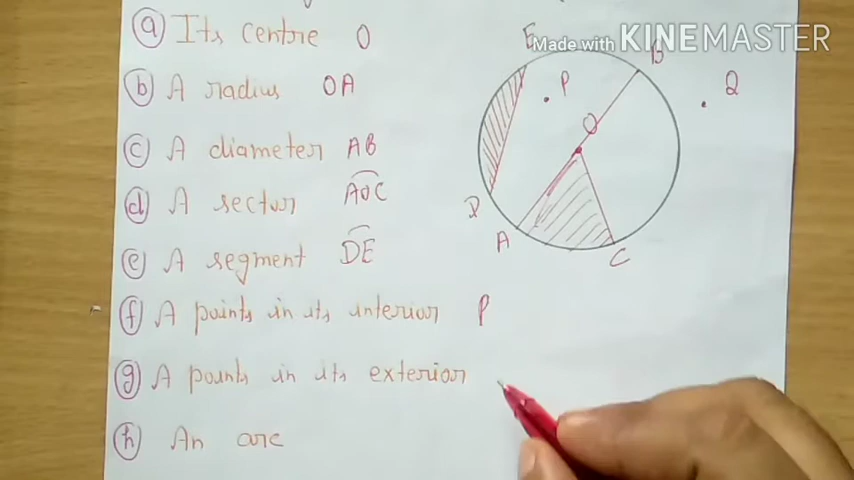 ⓐ Its centre O
ⓑ A radius OA
ⓒ A diameter AB
ⓓ A sector AOC
ⓔ A segment DE
ⓕ A points in its interior P
ⓖ A points in its exterior
ⓗ An arc
Made with KINEMASTER
E
B
P
Q
O
D
A
C